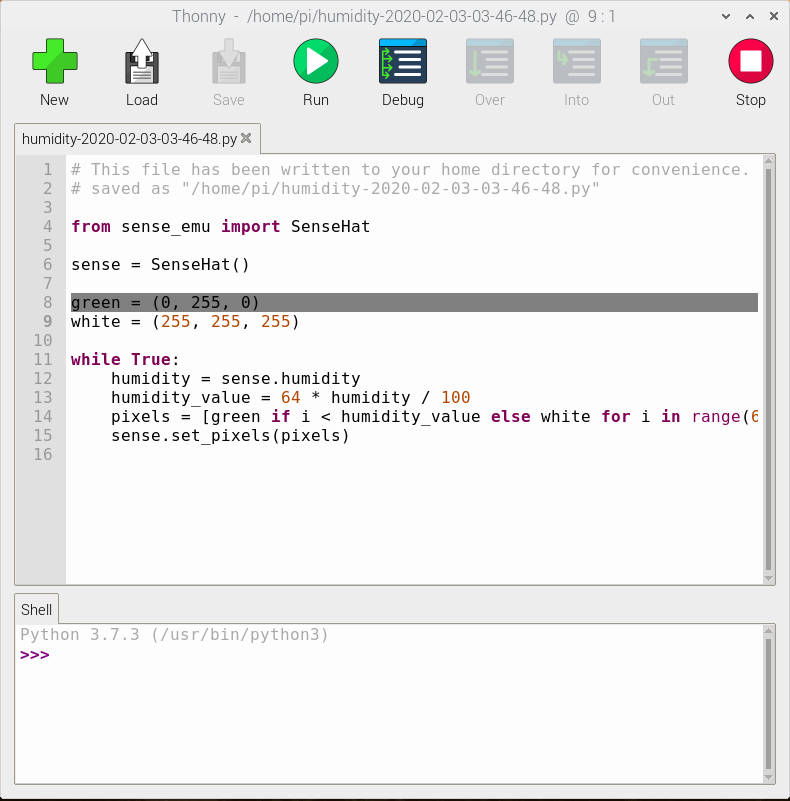 Thonny - /home/pi/humidity-2020-02-03-03-46-48.py @ 9 : 1
New Load Save Run Debug Over Into Out Stop
humidity-2020-02-03-03-46-48.py
1 # This file has been written to your home directory for convenience.
2 # saved as "/home/pi/humidity-2020-02-03-03-46-48.py"
3
4 from sense_emu import SenseHat
5
6 sense = SenseHat()
7
8 green = (0, 255, 0)
9 white = (255, 255, 255)
10
11 while True:
12     humidity = sense.humidity
13     humidity_value = 64 * humidity / 100
14     pixels = [green if i < humidity_value else white for i in range(6
15     sense.set_pixels(pixels)
16
Shell
Python 3.7.3 (/usr/bin/python3)
>>>